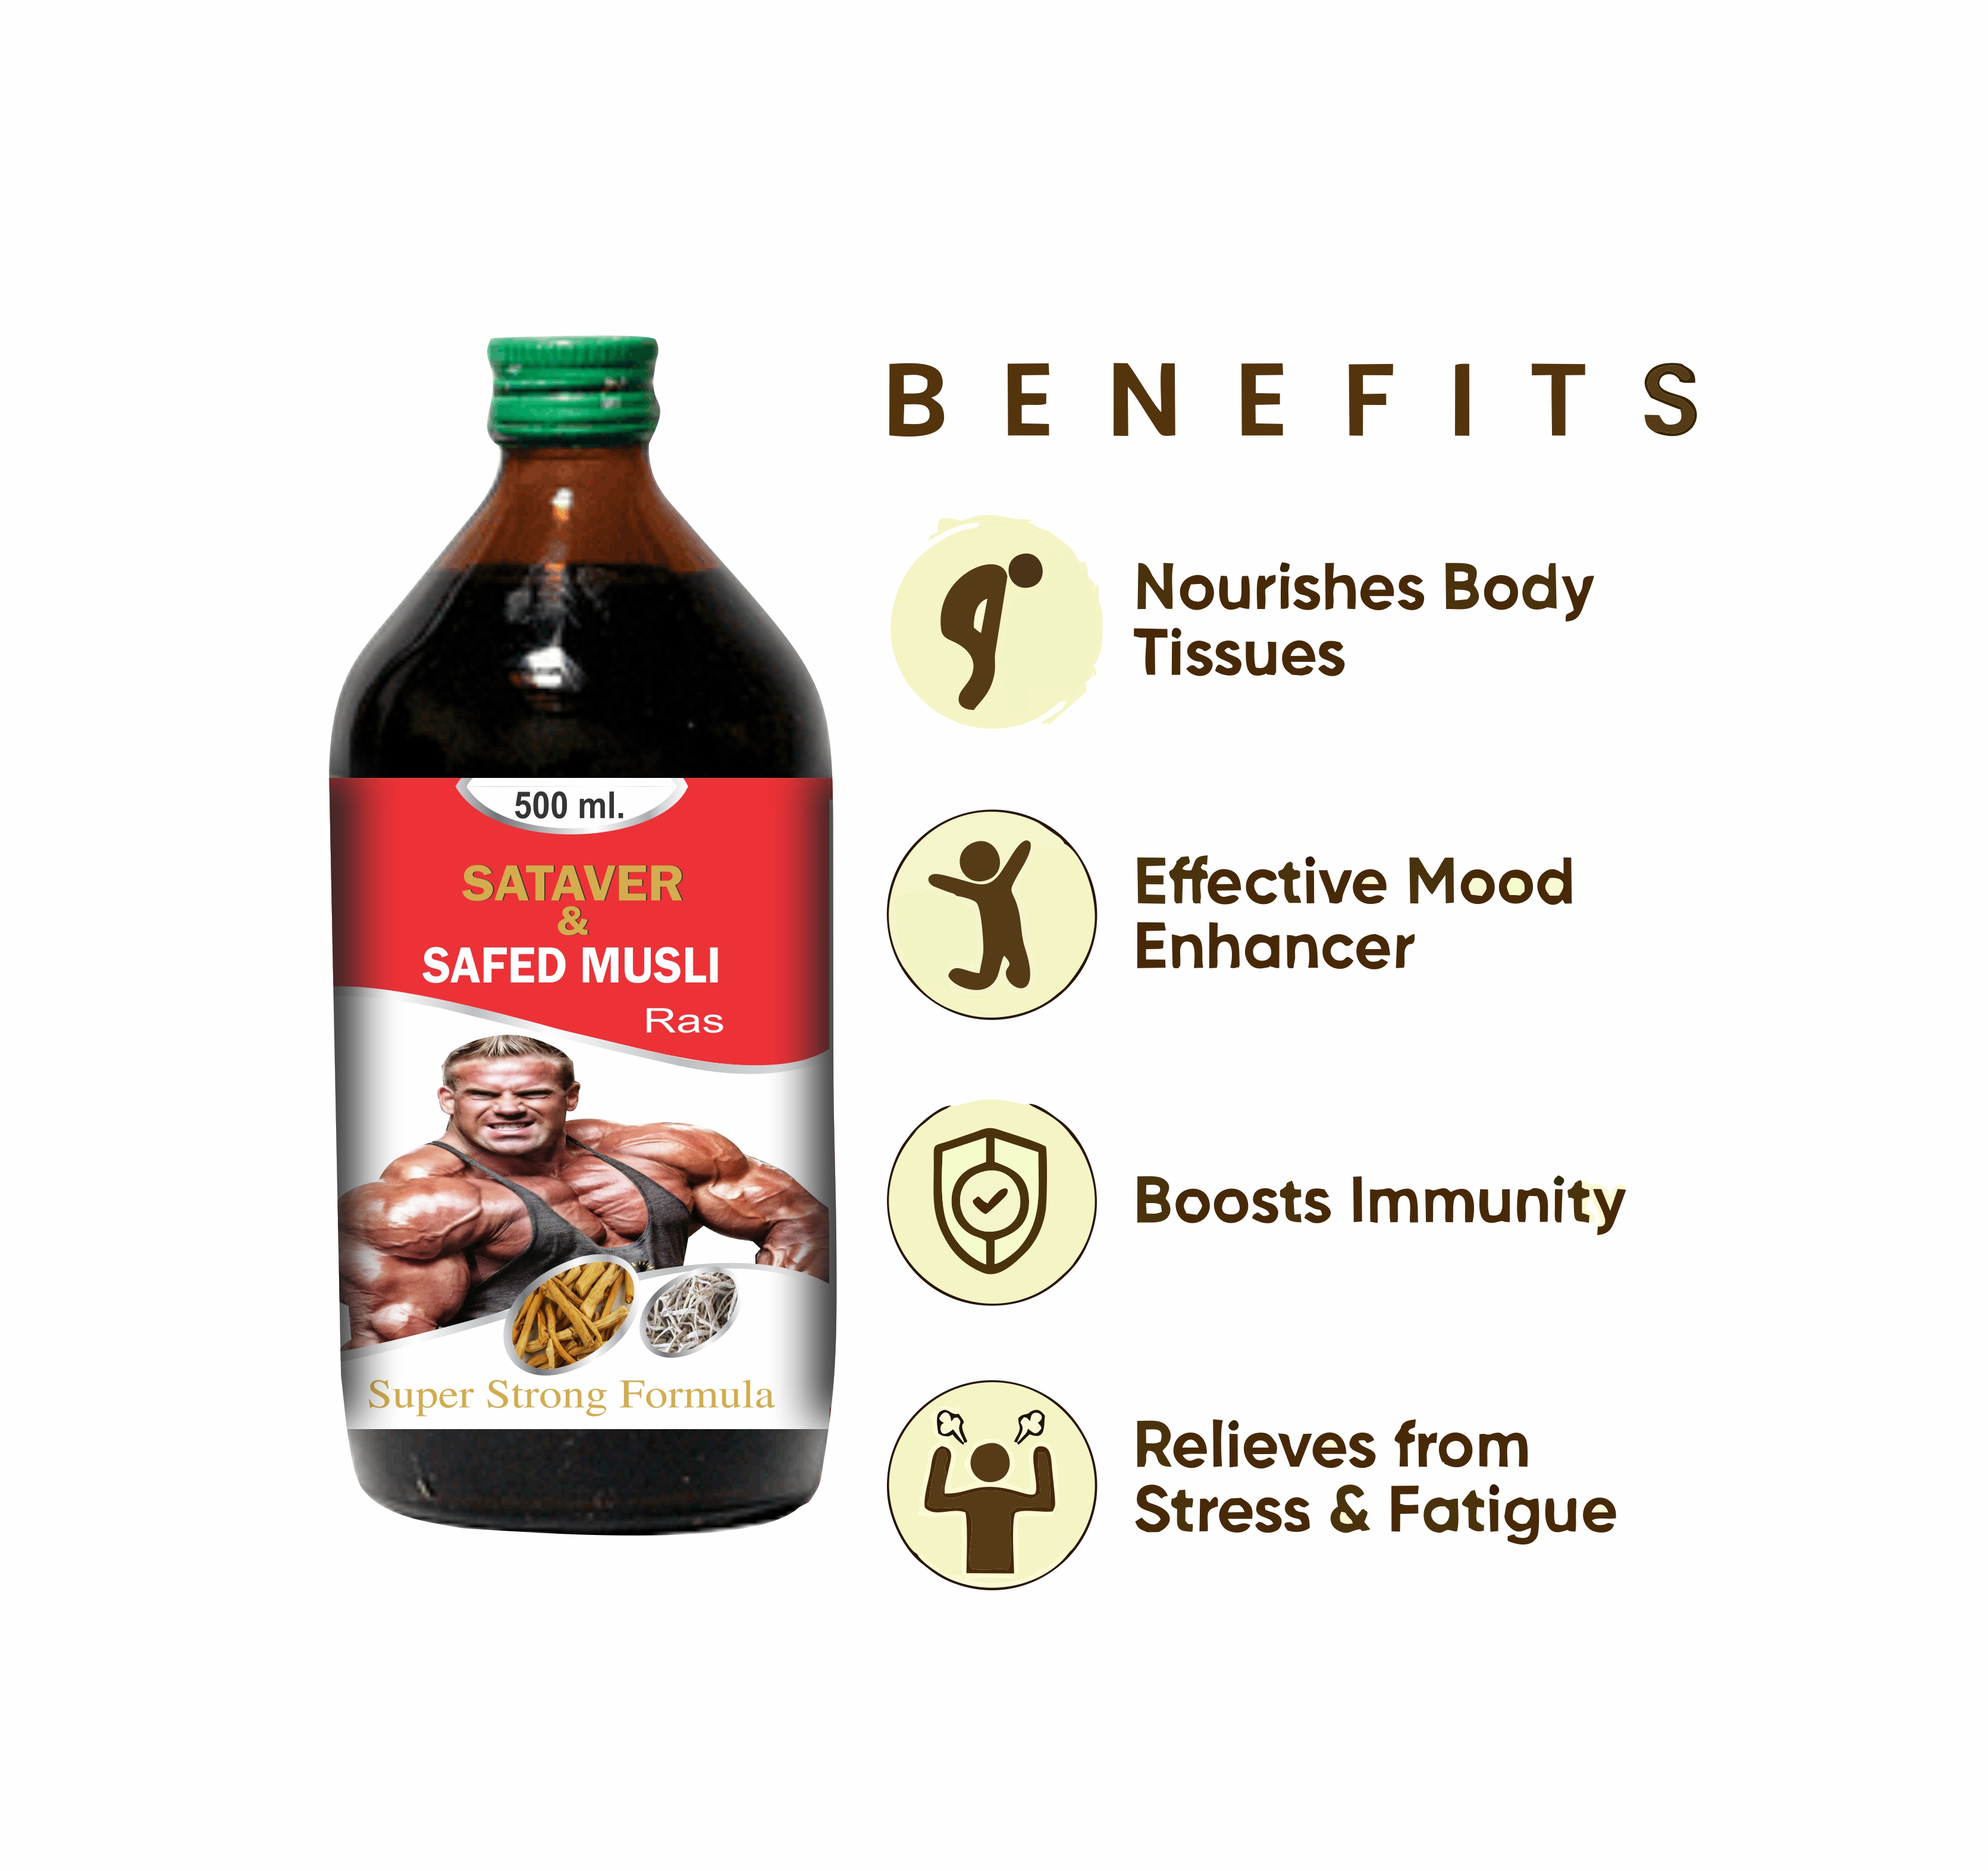 500 ml.
SATAVER
&
SAFED MUSLI
Ras
Super Strong Formula
BENEFITS
Nourishes Body
Tissues
Effective Mood
Enhancer
Boosts Immunity
Relieves from
Stress & Fatigue